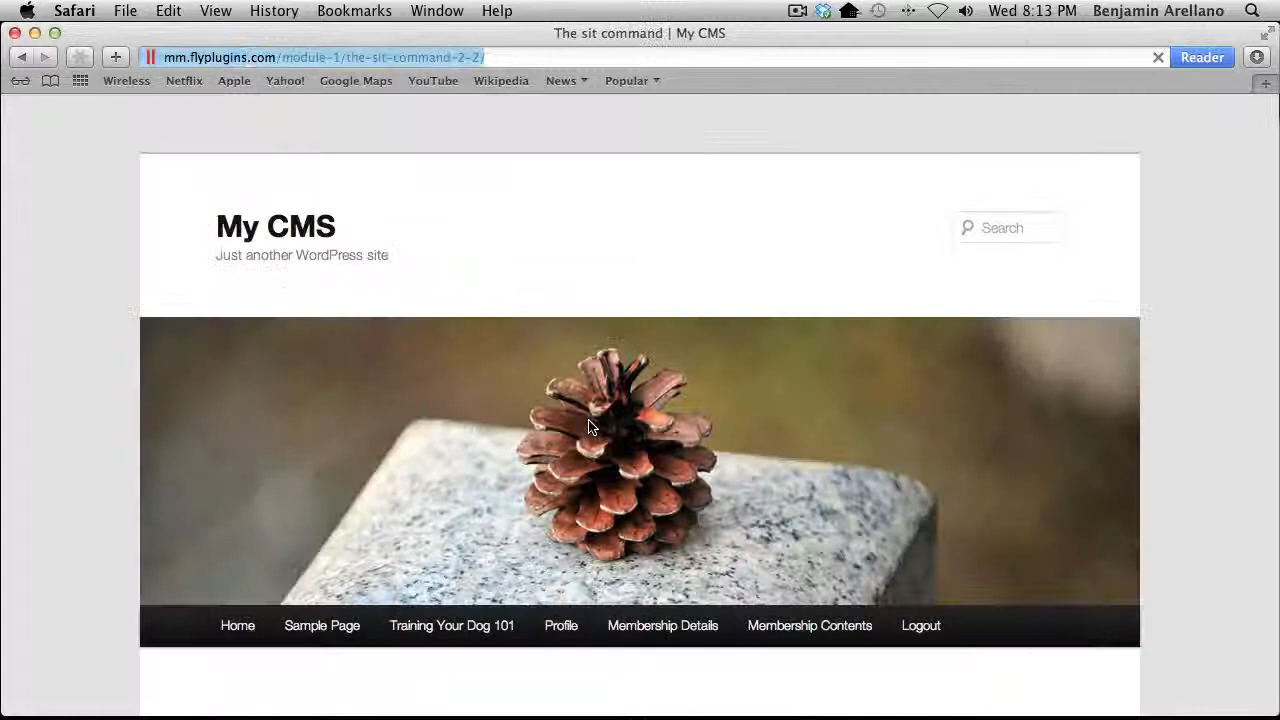 Safari File Edit View History Bookmarks Window Help Wed 8:13 PM Benjamin Arellano
The sit command | My CMS
mm.flyplugins.com/module-1/the-sit-command-2-2/ Reader
Wireless Netflix Apple Yahoo! Google Maps YouTube Wikipedia News Popular
My CMS
Just another WordPress site
Search
Home Sample Page Training Your Dog 101 Profile Membership Details Membership Contents Logout